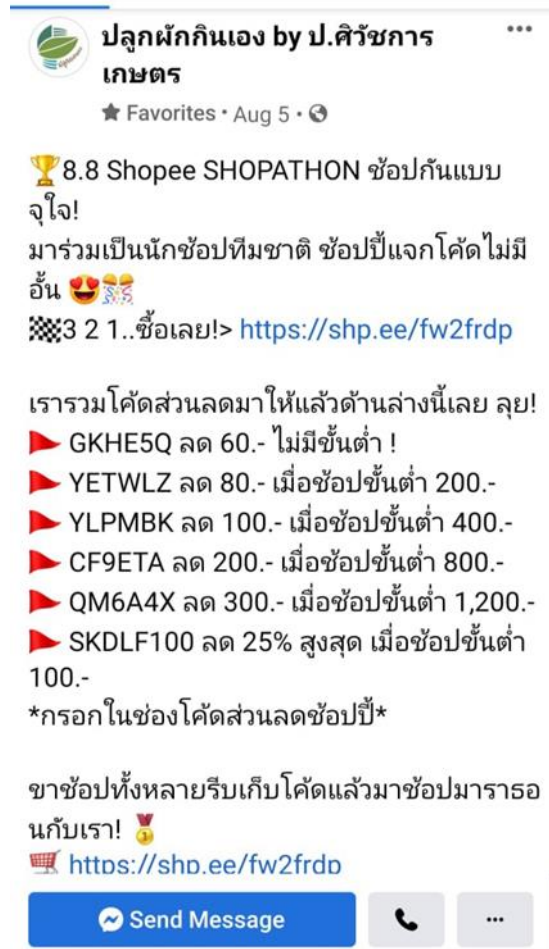 ปลูกผักกินเอง by ป.ศิวัชการ
เกษตร
Favorites · Aug 5 ·
🏆8.8 Shopee SHOPATHON ช้อปกันแบบ
จุใจ!
มาร่วมเป็นนักช้อปทีมชาติ ช้อปปี้แจกโค้ดไม่มี
อั้น 😍🎊
🏁3 2 1..ซื้อเลย!> https://shp.ee/fw2frdp
เรารวมโค้ดส่วนลดมาให้แล้วด้านล่างนี้เลย ลุย!
🚩 GKHE5Q ลด 60.- ไม่มีขั้นต่ำ !
🚩 YETWLZ ลด 80.- เมื่อช้อปขั้นต่ำ 200.-
🚩 YLPMBK ลด 100.- เมื่อช้อปขั้นต่ำ 400.-
🚩 CF9ETA ลด 200.- เมื่อช้อปขั้นต่ำ 800.-
🚩 QM6A4X ลด 300.- เมื่อช้อปขั้นต่ำ 1,200.-
🚩 SKDLF100 ลด 25% สูงสุด เมื่อช้อปขั้นต่ำ
100.-
*กรอกในช่องโค้ดส่วนลดช้อปปี้*
ขาช้อปทั้งหลายรีบเก็บโค้ดแล้วมาช้อปมาราธอ
นกับเรา! 🏅
🛒 https://shp.ee/fw2frdp
Send Message